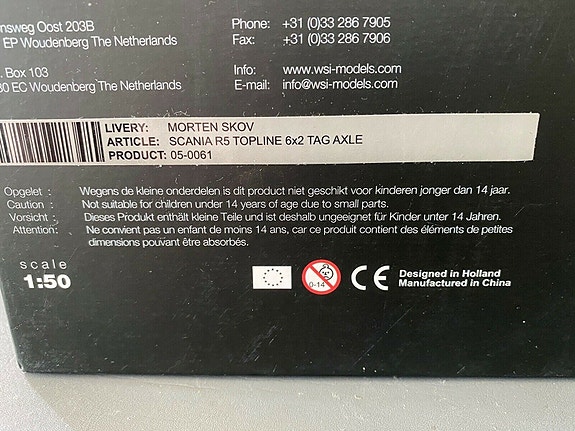 nsweg Oost 203B
EP Woudenberg The Netherlands
Box 103
EC Woudenberg The Netherlands
Phone: +31 (0)33 286 7905
Fax: +31 (0)33 286 7906
Info: www.wsi-models.com
E-mail: info@wsi-models.com
LIVERY: MORTEN SKOV
ARTICLE: SCANIA R5 TOPLINE 6x2 TAG AXLE
PRODUCT: 05-0061
Opgelet : Wegens de kleine onderdelen is dit product niet geschikt voor kinderen jonger dan 14 jaar.
Caution : Not suitable for children under 14 years of age due to small parts.
Vorsicht : Dieses Produkt enthält kleine Teile und ist deshalb ungeeignet für Kinder unter 14 Jahren.
Attention: Ne convient pas un enfant de moins 14 ans, car ce produit contient des éléments de petites
dimensions pouvant être absorbés.
scale
1:50
0-14
CE
Designed in Holland
Manufactured in China